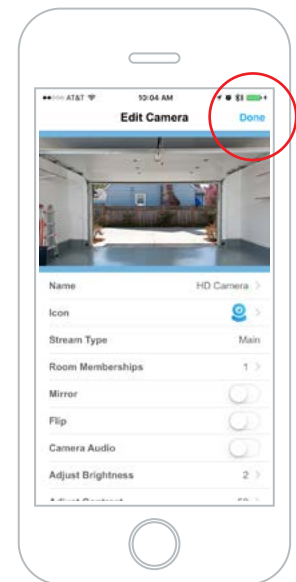 AT&T 10:04 AM
Edit Camera Done
Name HD Camera >
Icon >
Stream Type Main
Room Memberships 1 >
Mirror
Flip
Camera Audio
Adjust Brightness 2 >